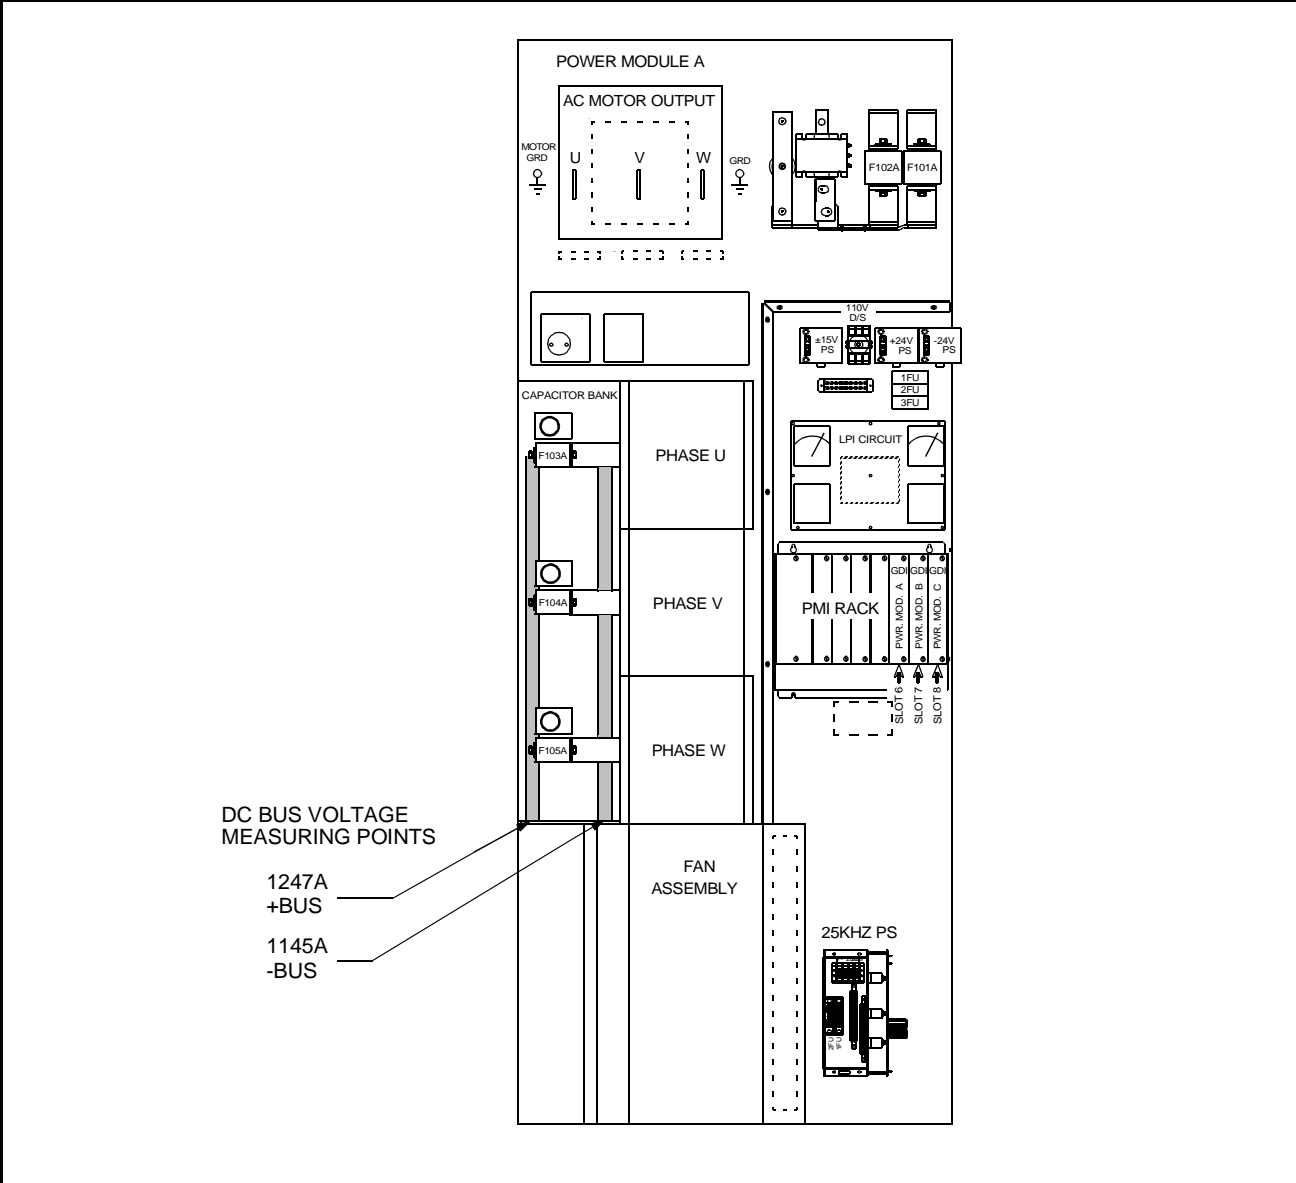 POWER MODULE A
AC MOTOR OUTPUT
MOTOR
GRD
U
V
W
GRD
F102A
F101A
110V
D/S
±15V
PS
+24V
PS
-24V
PS
1FU
2FU
3FU
CAPACITOR BANK
F103A
PHASE U
LPI CIRCUIT
F104A
PHASE V
PMI RACK
GDI
PWR. MOD. A
GDI
PWR. MOD. B
GDI
PWR. MOD. C
SLOT 6
SLOT 7
SLOT 8
F105A
PHASE W
DC BUS VOLTAGE
MEASURING POINTS
1247A
+BUS
1145A
-BUS
FAN
ASSEMBLY
25KHZ PS
2FU
1FU